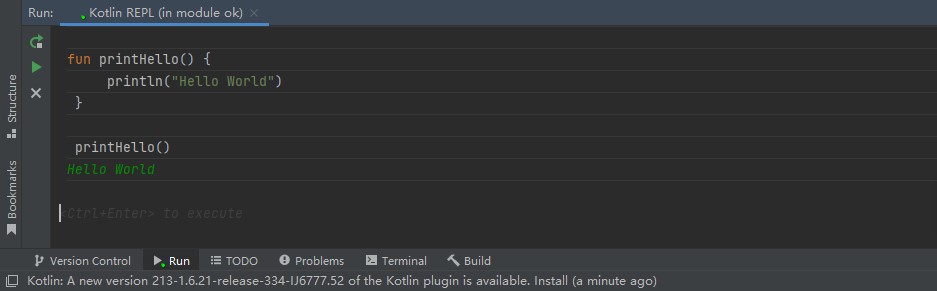 Run: Kotlin REPL (in module ok)
fun printHello() {
println("Hello World")
}
printHello()
Hello World
<Ctrl+Enter> to execute
Structure
Bookmarks
Version Control Run TODO Problems Terminal Build
Kotlin: A new version 213-1.6.21-release-334-IJ6777.52 of the Kotlin plugin is available. Install (a minute ago)